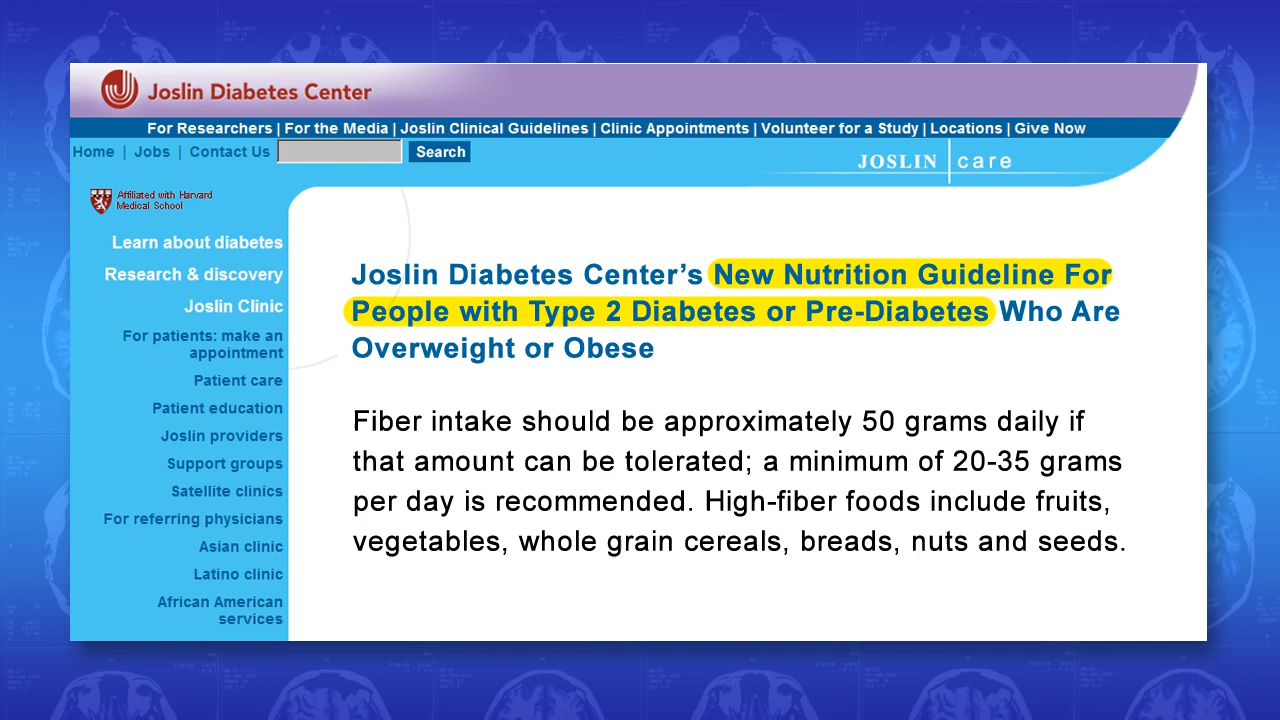 Joslin Diabetes Center
For Researchers | For the Media | Joslin Clinical Guidelines | Clinic Appointments | Volunteer for a Study | Locations | Give Now
Home | Jobs | Contact Us Search
JOSLIN care
Affiliated with Harvard
Medical School
Learn about diabetes
Research & discovery
Joslin Clinic
For patients: make an
appointment
Patient care
Patient education
Joslin providers
Support groups
Satellite clinics
For referring physicians
Asian clinic
Latino clinic
African American
services
Joslin Diabetes Center’s New Nutrition Guideline For
People with Type 2 Diabetes or Pre-Diabetes Who Are
Overweight or Obese
Fiber intake should be approximately 50 grams daily if
that amount can be tolerated; a minimum of 20-35 grams
per day is recommended. High-fiber foods include fruits,
vegetables, whole grain cereals, breads, nuts and seeds.